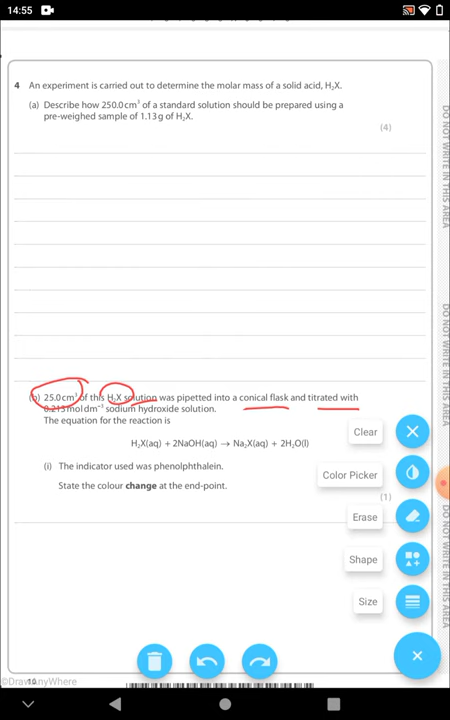 14:55
4 An experiment is carried out to determine the molar mass of a solid acid, H₂X.
(a) Describe how 250.0 cm³ of a standard solution should be prepared using a
pre-weighed sample of 1.13 g of H₂X.
(4)
(b) 25.0 cm³ of this H₂X solution was pipetted into a conical flask and titrated with
0.215 mol dm⁻³ sodium hydroxide solution.
The equation for the reaction is
H₂X(aq) + 2NaOH(aq) → Na₂X(aq) + 2H₂O(l)
(i) The indicator used was phenolphthalein.
State the colour change at the end-point.
(1)
Clear
Color Picker
Erase
Shape
Size
DO NOT WRITE IN THIS AREA
DO NOT WRITE IN THIS AREA
DO NOT WRITE IN THIS AREA
©DrawAnyWhere
10